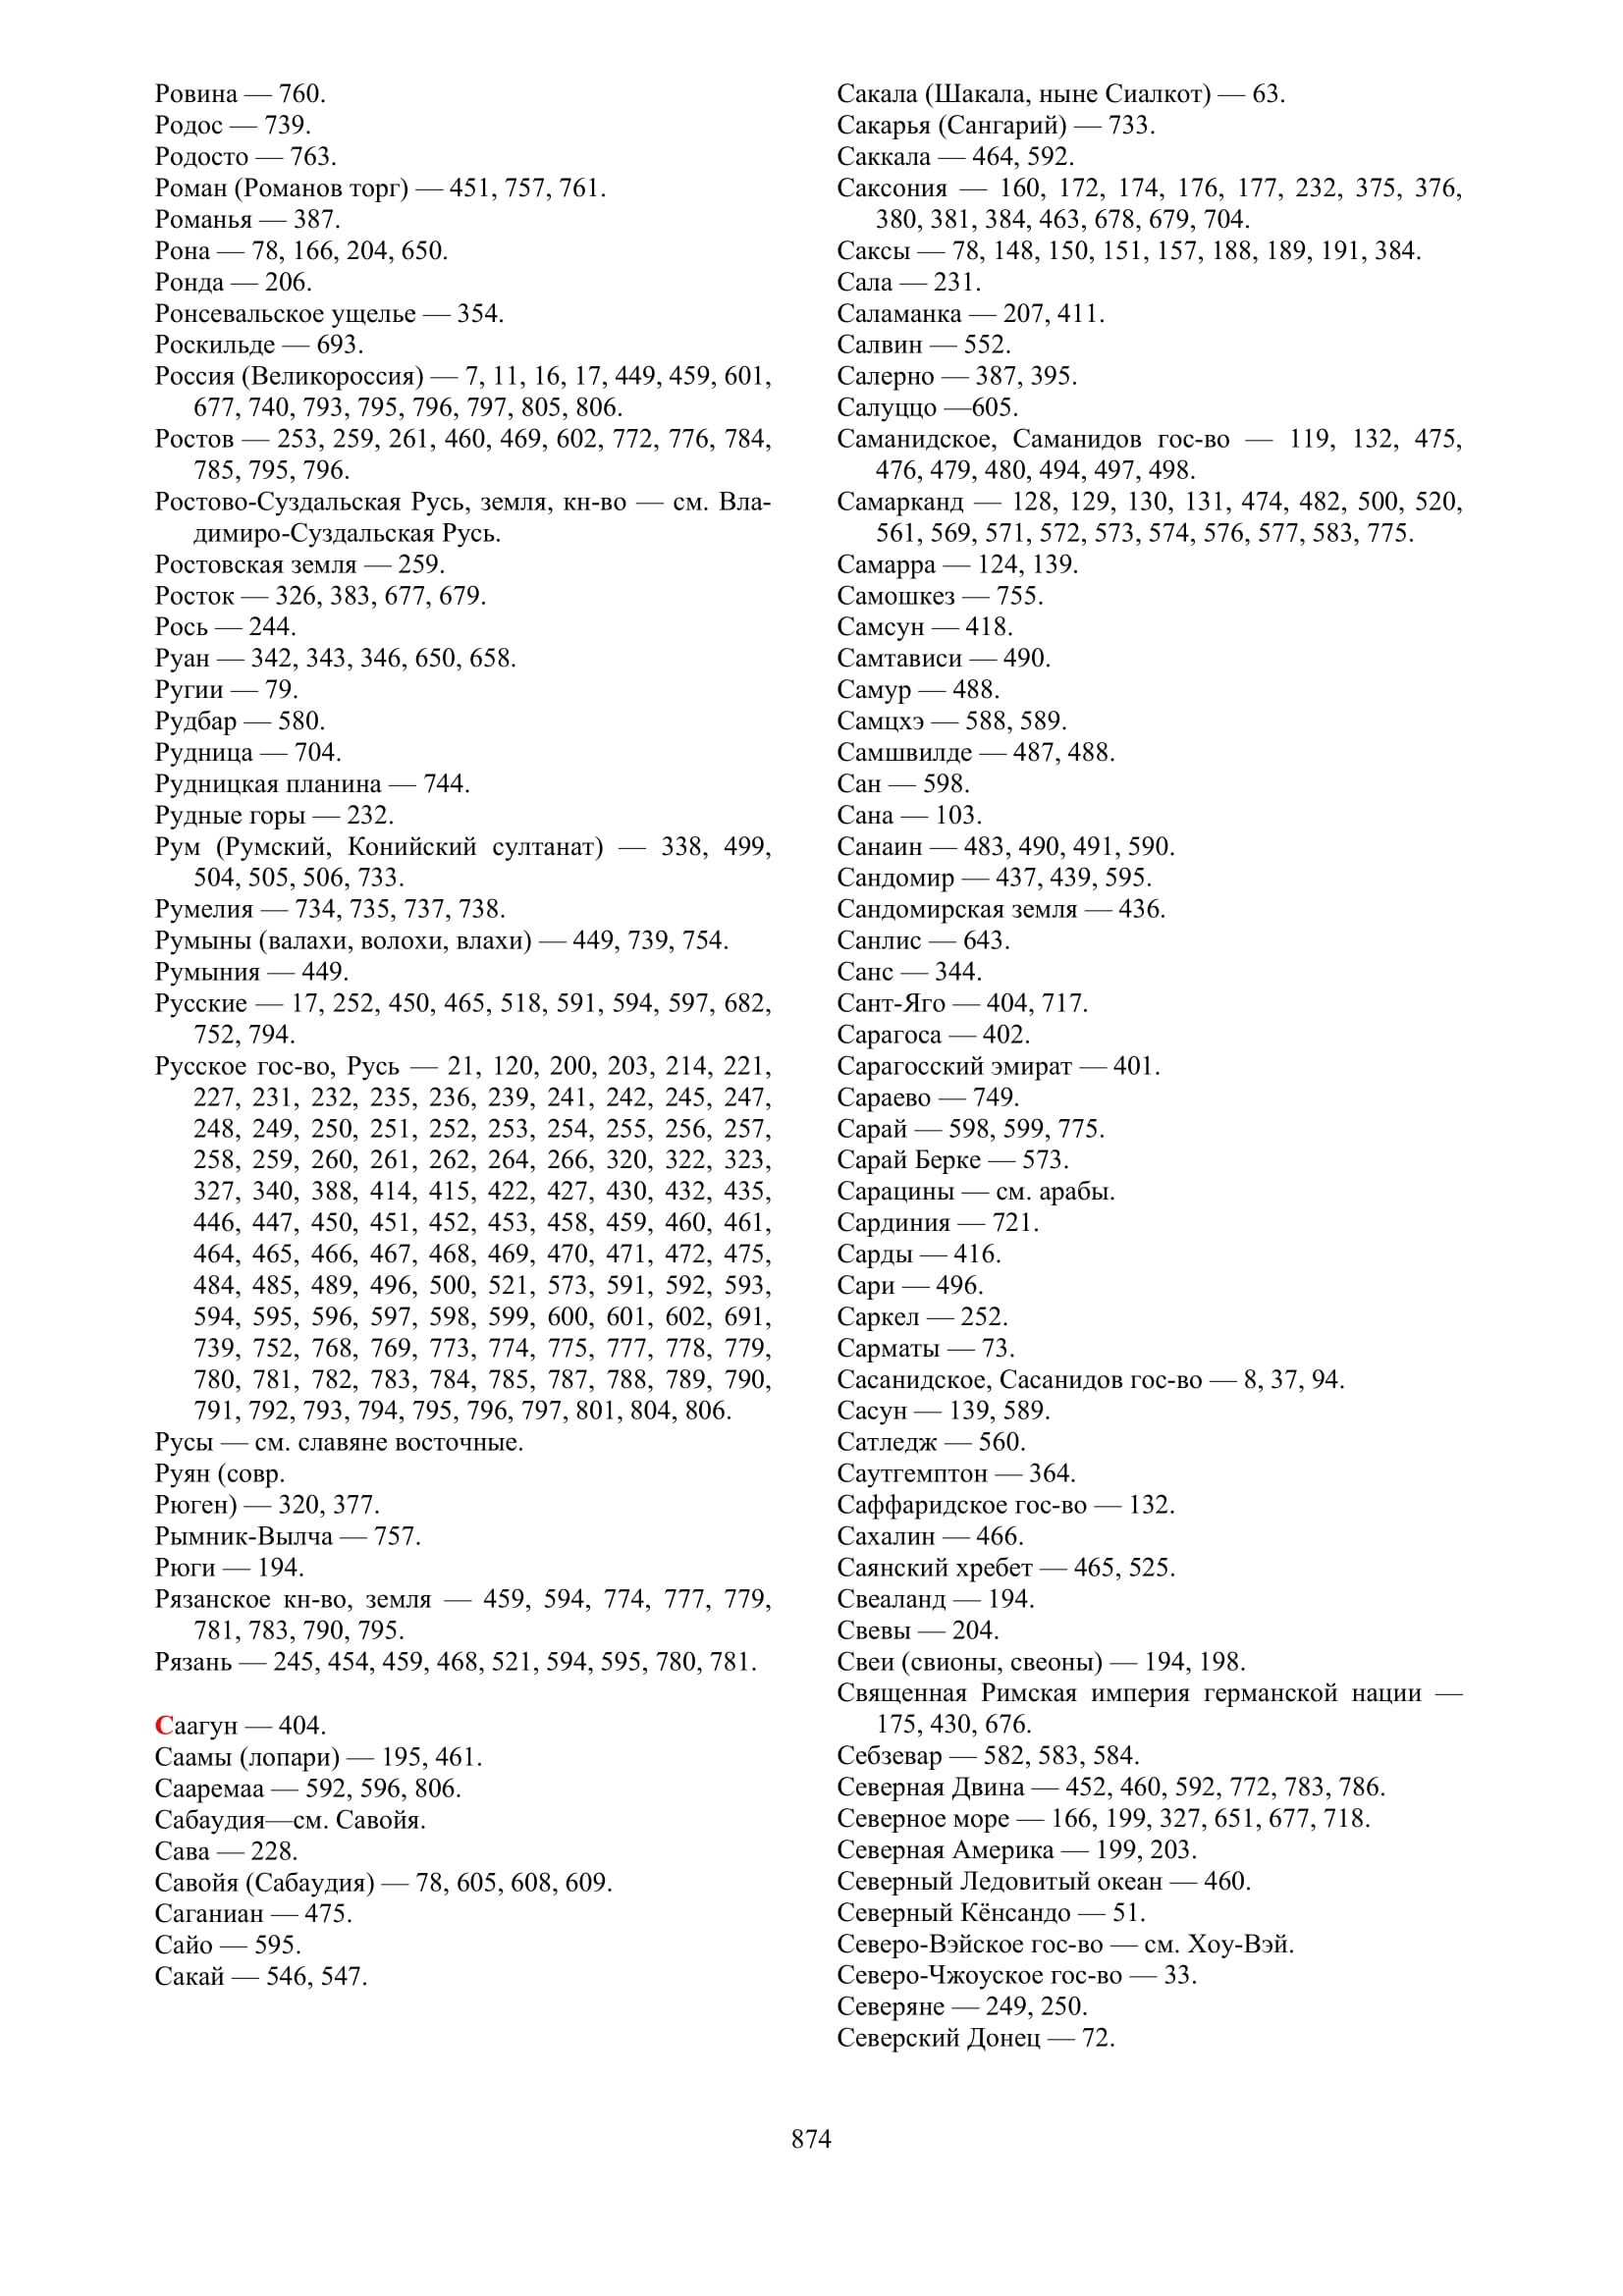 Ровина — 760.
Родос — 739.
Родосто — 763.
Роман (Романов торг) — 451, 757, 761.
Романья — 387.
Рона — 78, 166, 204, 650.
Ронда — 206.
Ронсевальское ущелье — 354.
Роскильде — 693.
Россия (Великороссия) — 7, 11, 16, 17, 449, 459, 601,
677, 740, 793, 795, 796, 797, 805, 806.
Ростов — 253, 259, 261, 460, 469, 602, 772, 776, 784,
785, 795, 796.
Ростово-Суздальская Русь, земля, кн-во — см. Вла-
димиро-Суздальская Русь.
Ростовская земля — 259.
Росток — 326, 383, 677, 679.
Рось — 244.
Руан — 342, 343, 346, 650, 658.
Ругии — 79.
Рудбар — 580.
Рудница — 704.
Рудницкая планина — 744.
Рудные горы — 232.
Рум (Румский, Конийский султанат) — 338, 499,
504, 505, 506, 733.
Румелия — 734, 735, 737, 738.
Румыны (валахи, волохи, влахи) — 449, 739, 754.
Румыния — 449.
Русские — 17, 252, 450, 465, 518, 591, 594, 597, 682,
752, 794.
Русское гос-во, Русь — 21, 120, 200, 203, 214, 221,
227, 231, 232, 235, 236, 239, 241, 242, 245, 247,
248, 249, 250, 251, 252, 253, 254, 255, 256, 257,
258, 259, 260, 261, 262, 264, 266, 320, 322, 323,
327, 340, 388, 414, 415, 422, 427, 430, 432, 435,
446, 447, 450, 451, 452, 453, 458, 459, 460, 461,
464, 465, 466, 467, 468, 469, 470, 471, 472, 475,
484, 485, 489, 496, 500, 521, 573, 591, 592, 593,
594, 595, 596, 597, 598, 599, 600, 601, 602, 691,
739, 752, 768, 769, 773, 774, 775, 777, 778, 779,
780, 781, 782, 783, 784, 785, 787, 788, 789, 790,
791, 792, 793, 794, 795, 796, 797, 801, 804, 806.
Русы — см. славяне восточные.
Руян (совр.
Рюген) — 320, 377.
Рымник-Вылча — 757.
Рюги — 194.
Рязанское кн-во, земля — 459, 594, 774, 777, 779,
781, 783, 790, 795.
Рязань — 245, 454, 459, 468, 521, 594, 595, 780, 781.
Саагун — 404.
Саамы (лопари) — 195, 461.
Сааремаа — 592, 596, 806.
Сабаудия—см. Савойя.
Сава — 228.
Савойя (Сабаудия) — 78, 605, 608, 609.
Саганиан — 475.
Сайо — 595.
Сакай — 546, 547.
Сакала (Шакала, ныне Сиалкот) — 63.
Сакарья (Сангарий) — 733.
Саккала — 464, 592.
Саксония — 160, 172, 174, 176, 177, 232, 375, 376,
380, 381, 384, 463, 678, 679, 704.
Саксы — 78, 148, 150, 151, 157, 188, 189, 191, 384.
Сала — 231.
Саламанка — 207, 411.
Салвин — 552.
Салерно — 387, 395.
Салуццо —605.
Саманидское, Саманидов гос-во — 119, 132, 475,
476, 479, 480, 494, 497, 498.
Самарканд — 128, 129, 130, 131, 474, 482, 500, 520,
561, 569, 571, 572, 573, 574, 576, 577, 583, 775.
Самарра — 124, 139.
Самошкез — 755.
Самсун — 418.
Самтависи — 490.
Самур — 488.
Самцхэ — 588, 589.
Самшвилде — 487, 488.
Сан — 598.
Сана — 103.
Санаин — 483, 490, 491, 590.
Сандомир — 437, 439, 595.
Сандомирская земля — 436.
Санлис — 643.
Санс — 344.
Сант-Яго — 404, 717.
Сарагоса — 402.
Сарагосский эмират — 401.
Сараево — 749.
Сарай — 598, 599, 775.
Сарай Берке — 573.
Сарацины — см. арабы.
Сардиния — 721.
Сарды — 416.
Сари — 496.
Саркел — 252.
Сарматы — 73.
Сасанидское, Сасанидов гос-во — 8, 37, 94.
Сасун — 139, 589.
Сатледж — 560.
Саутгемптон — 364.
Саффаридское гос-во — 132.
Сахалин — 466.
Саянский хребет — 465, 525.
Свеаланд — 194.
Свевы — 204.
Свеи (свионы, свеоны) — 194, 198.
Священная Римская империя германской нации —
175, 430, 676.
Себзевар — 582, 583, 584.
Северная Двина — 452, 460, 592, 772, 783, 786.
Северное море — 166, 199, 327, 651, 677, 718.
Северная Америка — 199, 203.
Северный Ледовитый океан — 460.
Северный Кёнсандо — 51.
Северо-Вэйское гос-во — см. Хоу-Вэй.
Северо-Чжоуское гос-во — 33.
Северяне — 249, 250.
Северский Донец — 72.
874